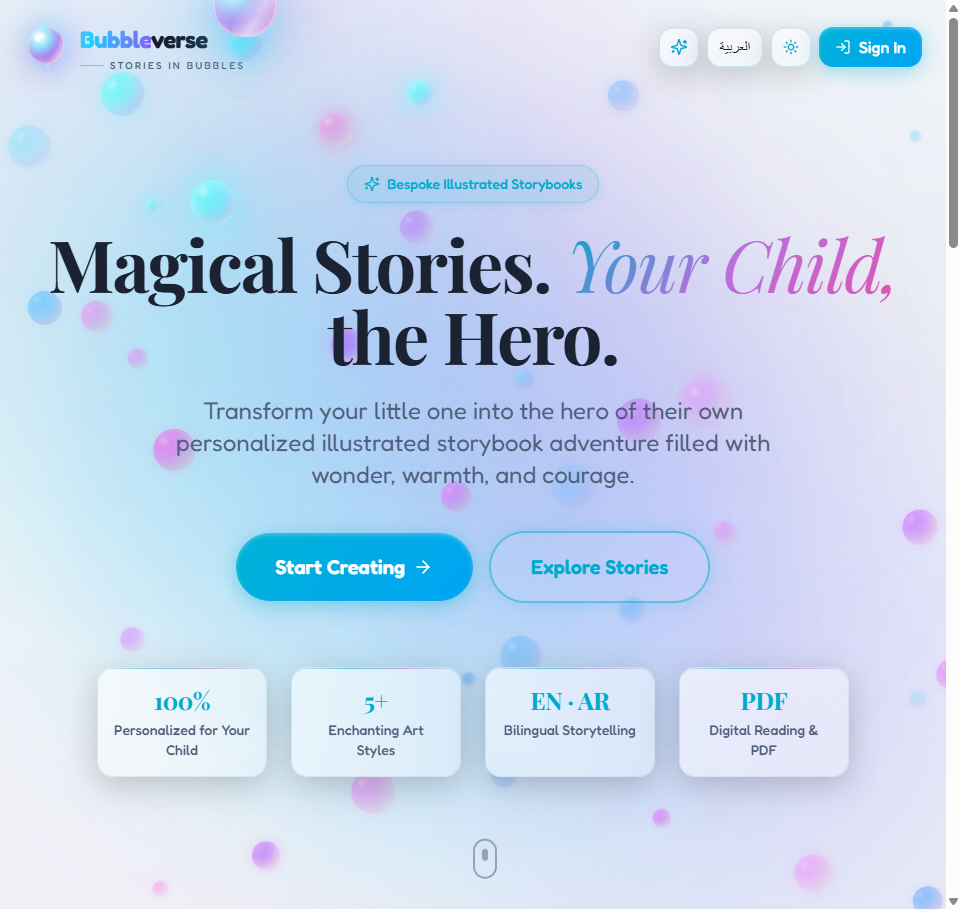 Bubbleverse
STORIES IN BUBBLES
العربية
Sign In
Bespoke Illustrated Storybooks
Magical Stories. Your Child,
the Hero.
Transform your little one into the hero of their own
personalized illustrated storybook adventure filled with
wonder, warmth, and courage.
Start Creating →
Explore Stories
100%
Personalized for Your
Child
5+
Enchanting Art
Styles
EN · AR
Bilingual Storytelling
PDF
Digital Reading &
PDF